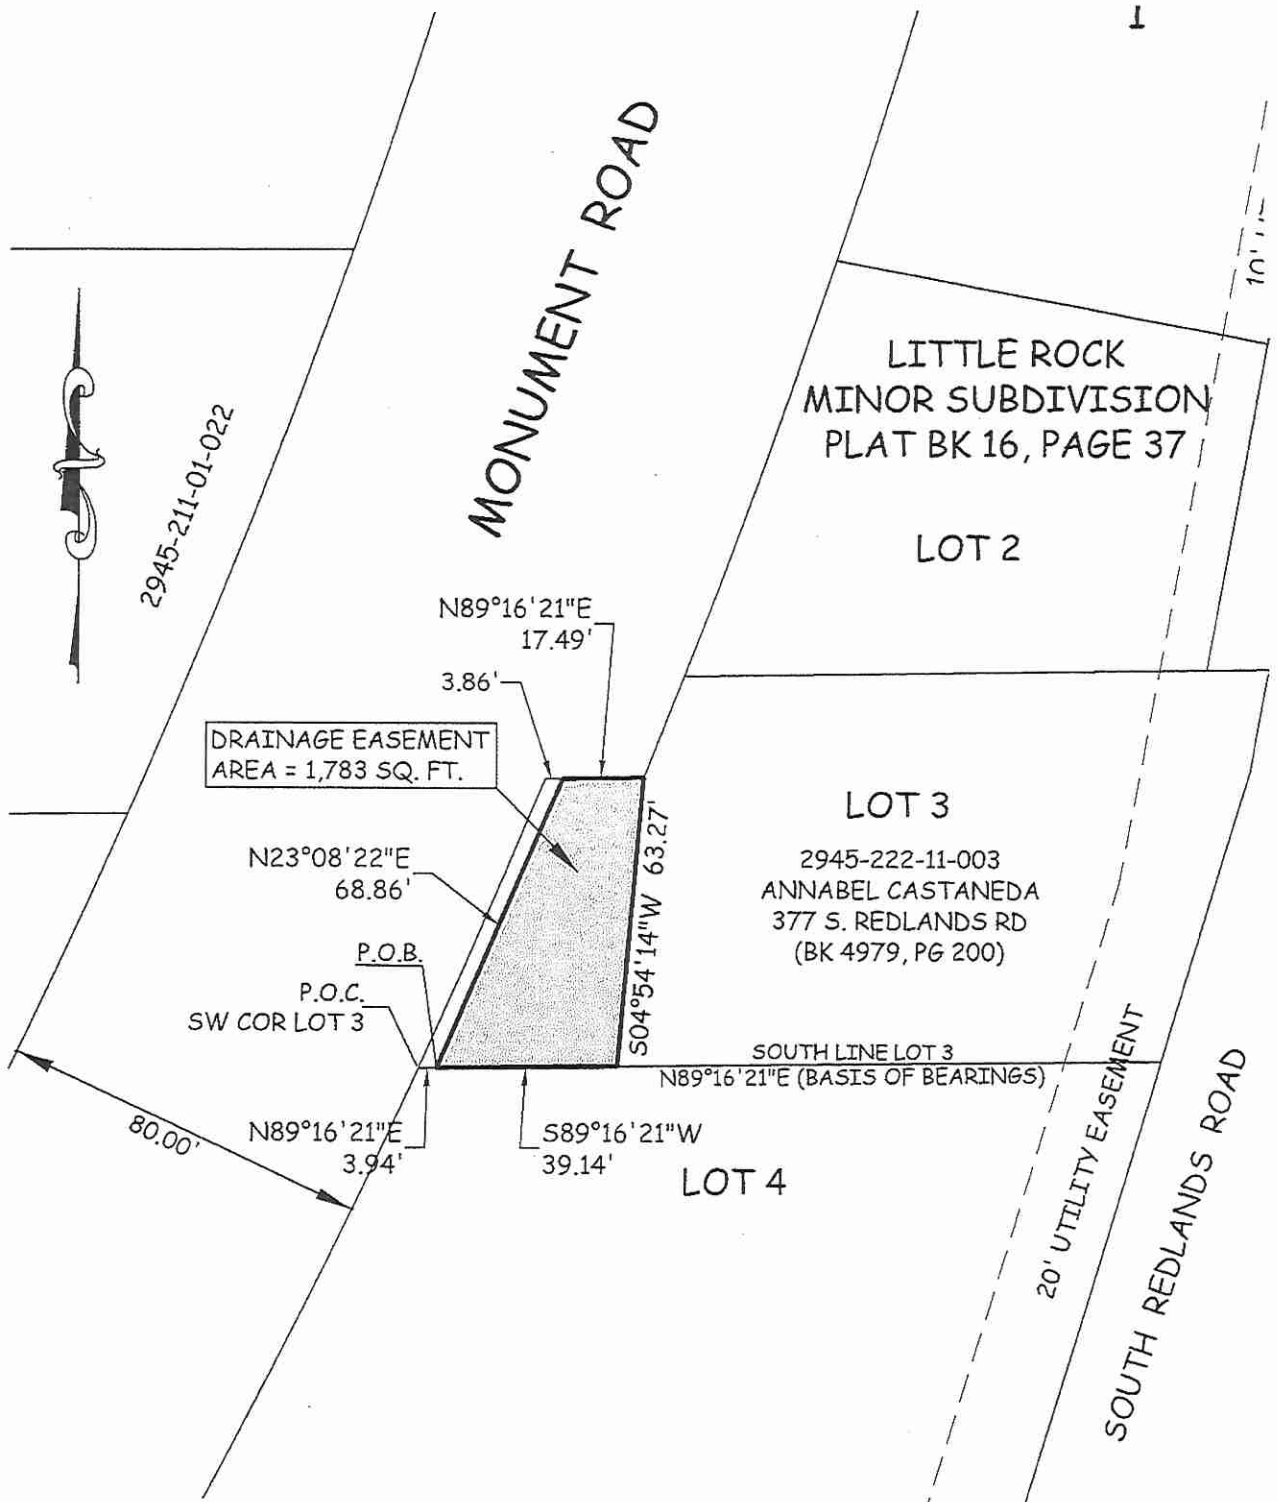 1
MONUMENT ROAD
2945-211-01-022
LITTLE ROCK
MINOR SUBDIVISION
PLAT BK 16, PAGE 37
LOT 2
N89°16'21"E
17.49'
3.86'
DRAINAGE EASEMENT
AREA = 1,783 SQ. FT.
N23°08'22"E
68.86'
S04°54'14"W 63.27'
LOT 3
2945-222-11-003
ANNABEL CASTANEDA
377 S. REDLANDS RD
(BK 4979, PG 200)
P.O.B.
P.O.C.
SW COR LOT 3
SOUTH LINE LOT 3
N89°16'21"E (BASIS OF BEARINGS)
80.00'
N89°16'21"E
3.94'
S89°16'21"W
39.14'
LOT 4
20' UTILITY EASEMENT
SOUTH REDLANDS ROAD
10'